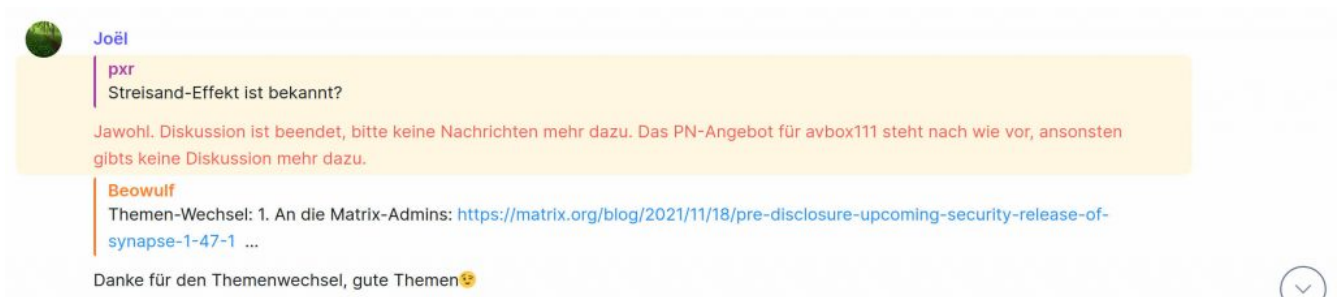 Joël
pxr
Streisand-Effekt ist bekannt?
Jawohl. Diskussion ist beendet, bitte keine Nachrichten mehr dazu. Das PN-Angebot für avbox111 steht nach wie vor, ansonsten
gibts keine Diskussion mehr dazu.
Beowulf
Themen-Wechsel: 1. An die Matrix-Admins: https://matrix.org/blog/2021/11/18/pre-disclosure-upcoming-security-release-of-
synapse-1-47-1 ...
Danke für den Themenwechsel, gute Themen😉